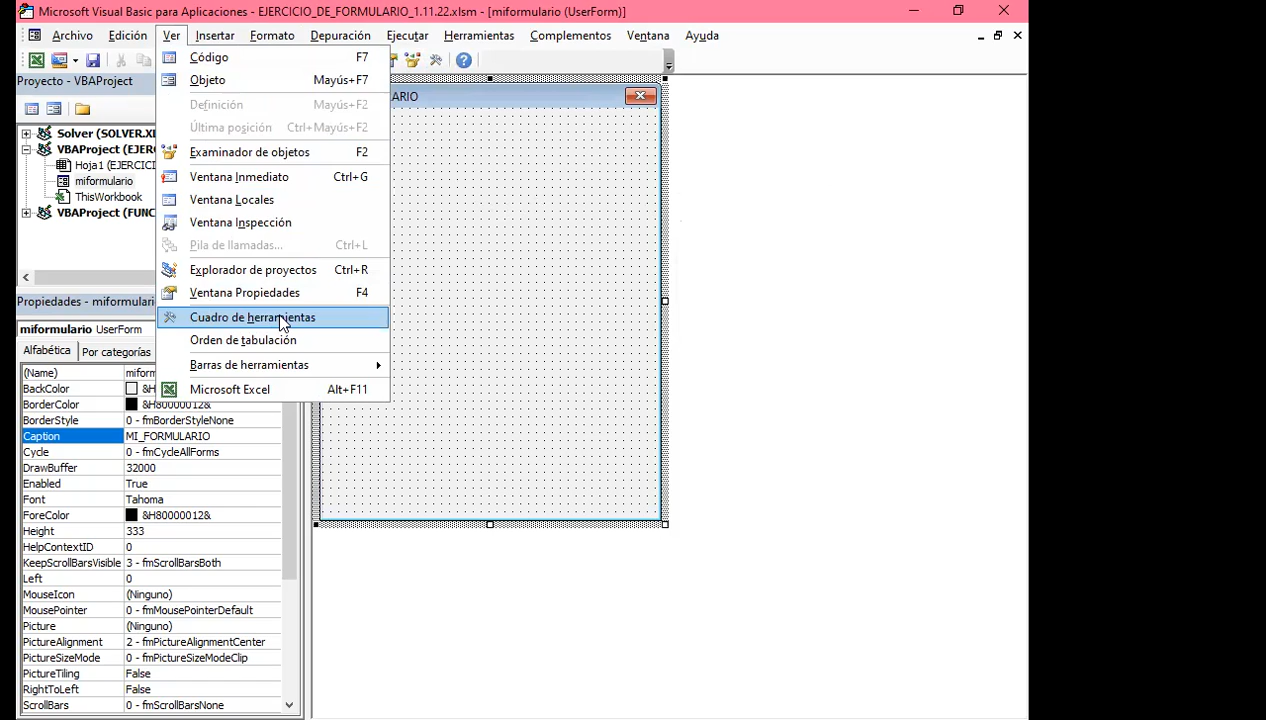 Microsoft Visual Basic para Aplicaciones - EJERCICIO_DE_FORMULARIO_1.11.22.xlsm - [miformulario (UserForm)]
Archivo Edición Ver Insertar Formato Depuración Ejecutar Herramientas Complementos Ventana Ayuda
Proyecto - VBAProject
Solver (SOLVER.XL
VBAProject (EJER
Hoja1 (EJERCICI
miformulario
ThisWorkbook
VBAProject (FUNC
Código F7
Objeto Mayús+F7
Definición Mayús+F2
Última posición Ctrl+Mayús+F2
Examinador de objetos F2
Ventana Inmediato Ctrl+G
Ventana Locales
Ventana Inspección
Pila de llamadas... Ctrl+L
Explorador de proyectos Ctrl+R
Ventana Propiedades F4
Cuadro de herramientas
Orden de tabulación
Barras de herramientas
Microsoft Excel Alt+F11
ARIO
Propiedades - miformulari
miformulario UserForm
Alfabética Por categorías
(Name) miforn
BackColor &H8
BorderColor &H80000012&
BorderStyle 0 - fmBorderStyleNone
Caption MI_FORMULARIO
Cycle 0 - fmCycleAllForms
DrawBuffer 32000
Enabled True
Font Tahoma
ForeColor &H80000012&
Height 333
HelpContextID 0
KeepScrollBarsVisible 3 - fmScrollBarsBoth
Left 0
MouseIcon (Ninguno)
MousePointer 0 - fmMousePointerDefault
Picture (Ninguno)
PictureAlignment 2 - fmPictureAlignmentCenter
PictureSizeMode 0 - fmPictureSizeModeClip
PictureTiling False
RightToLeft False
ScrollBars 0 - fmScrollBarsNone